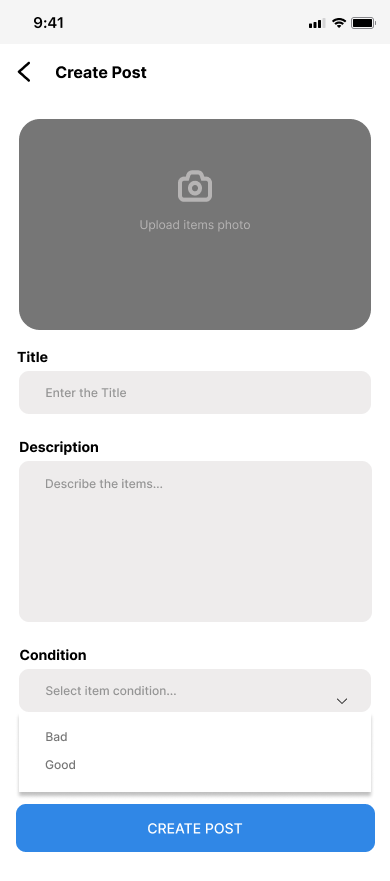 9:41
Create Post
Upload items photo
Title
Enter the Title
Description
Describe the items...
Condition
Select item condition...
Bad
Good
CREATE POST